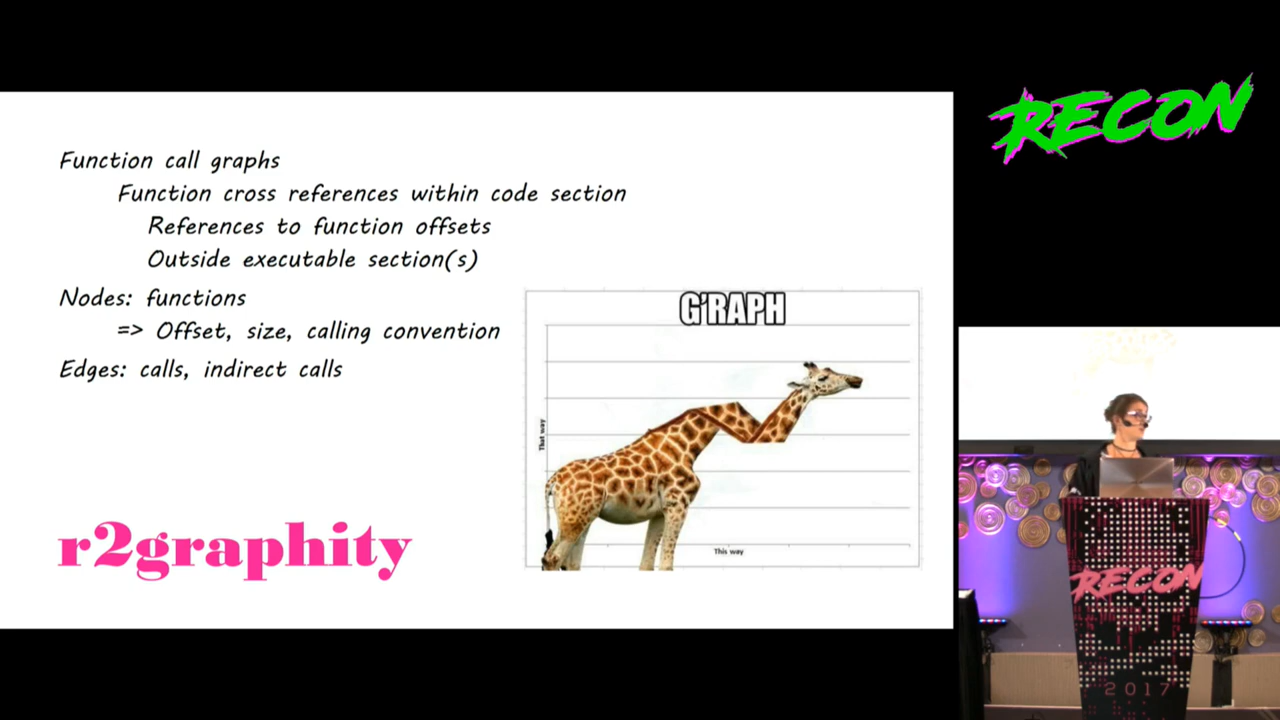 Function call graphs
Function cross references within code section
References to function offsets
Outside executable section(s)
Nodes: functions
=> Offset, size, calling convention
Edges: calls, indirect calls
G'RAPH
That way
This way
r2graphity
RECON
RECON
2017